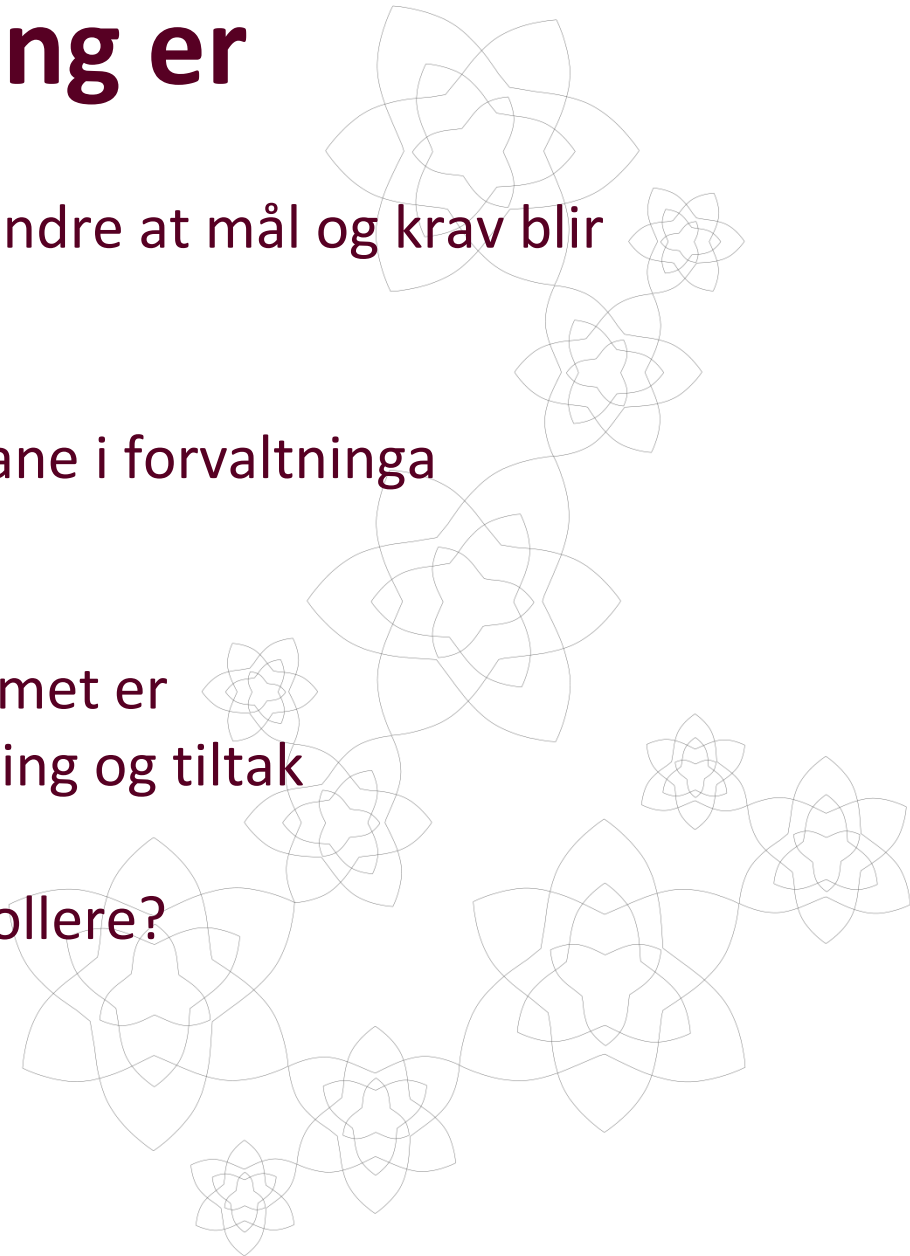 ng er
ndre at mål og krav blir
ane i forvaltninga
met er
ing og tiltak
ollere?